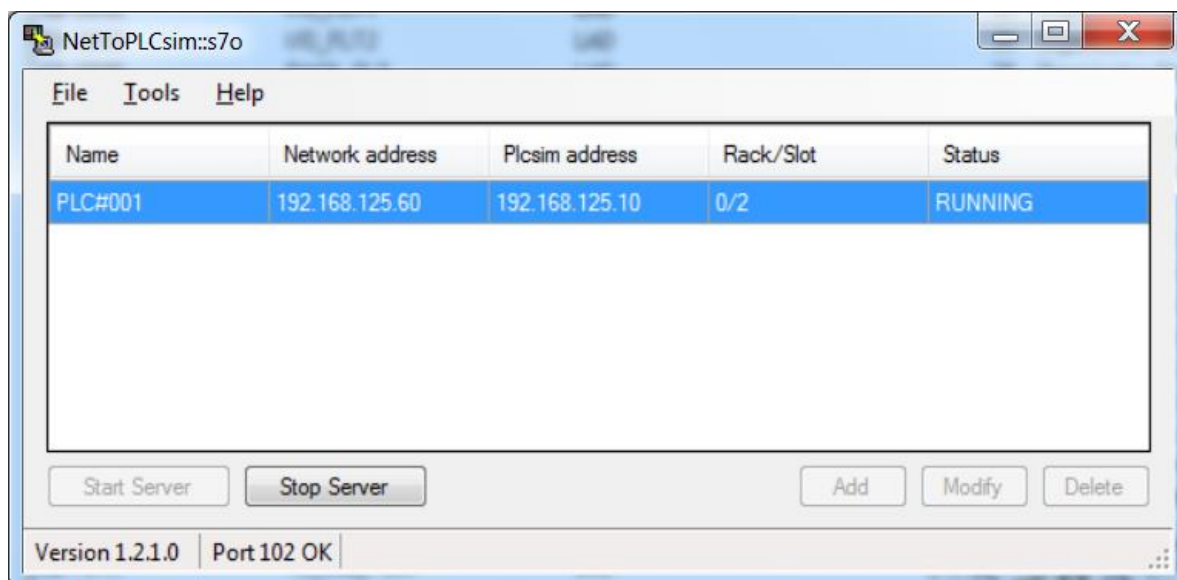 NetToPLCsim::s7o
File Tools Help
Name Network address Plcsim address Rack/Slot Status
PLC#001 192.168.125.60 192.168.125.10 0/2 RUNNING
Start Server Stop Server Add Modify Delete
Version 1.2.1.0 Port 102 OK